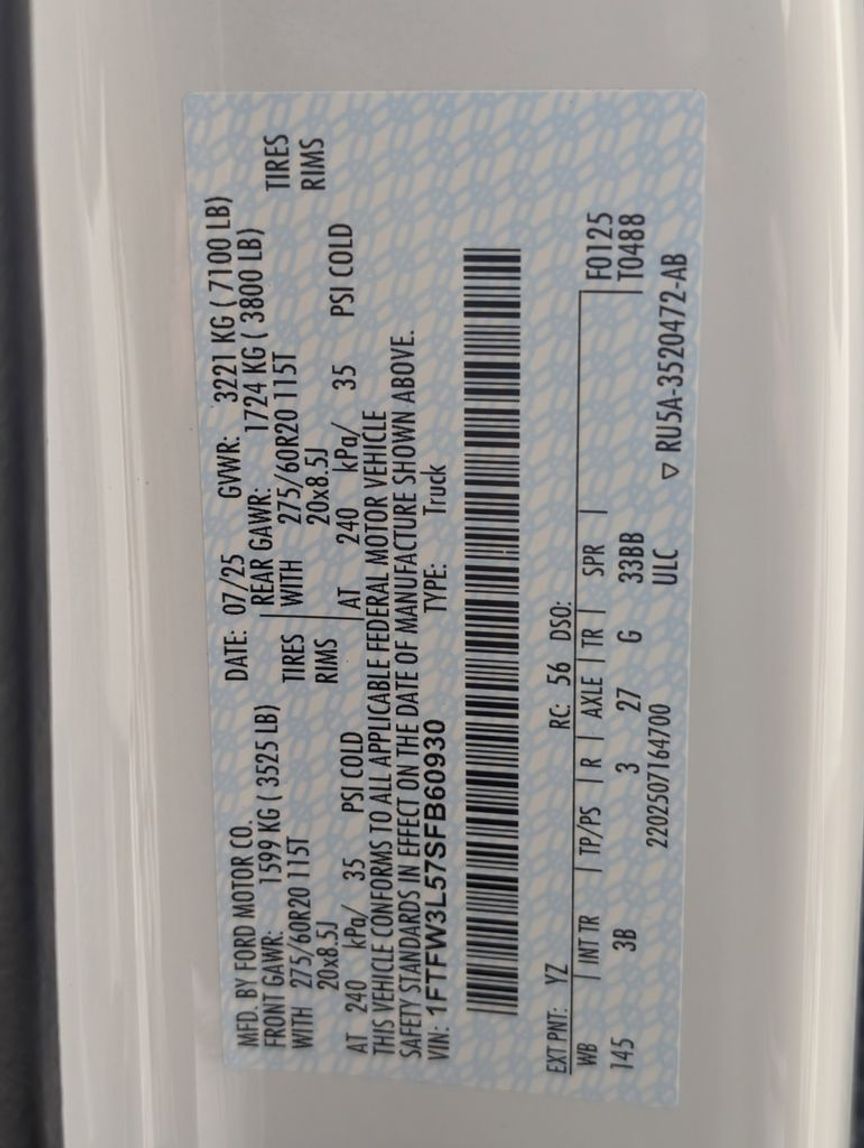 MFD. BY FORD MOTOR CO. DATE: 07/25 GVWR: 3221 KG ( 7100 LB)
FRONT GAWR: 1599 KG ( 3525 LB) REAR GAWR: 1724 KG ( 3800 LB)
WITH 275/60R20 115T TIRES WITH 275/60R20 115T TIRES
20x8.5J RIMS 20x8.5J RIMS
AT 240 kPa/ 35 PSI COLD AT 240 kPa/ 35 PSI COLD
THIS VEHICLE CONFORMS TO ALL APPLICABLE FEDERAL MOTOR VEHICLE
SAFETY STANDARDS IN EFFECT ON THE DATE OF MANUFACTURE SHOWN ABOVE.
VIN: 1FTFW3L57SFB60930 TYPE: Truck
EXT PNT: YZ RC: 56 DSO:
WB | INT TR | TP/PS | R | AXLE | TR | SPR | F0125
145 3B 3 27 G 33BB T0488
2202507164700 ULC ▽ RU5A-3520472-AB